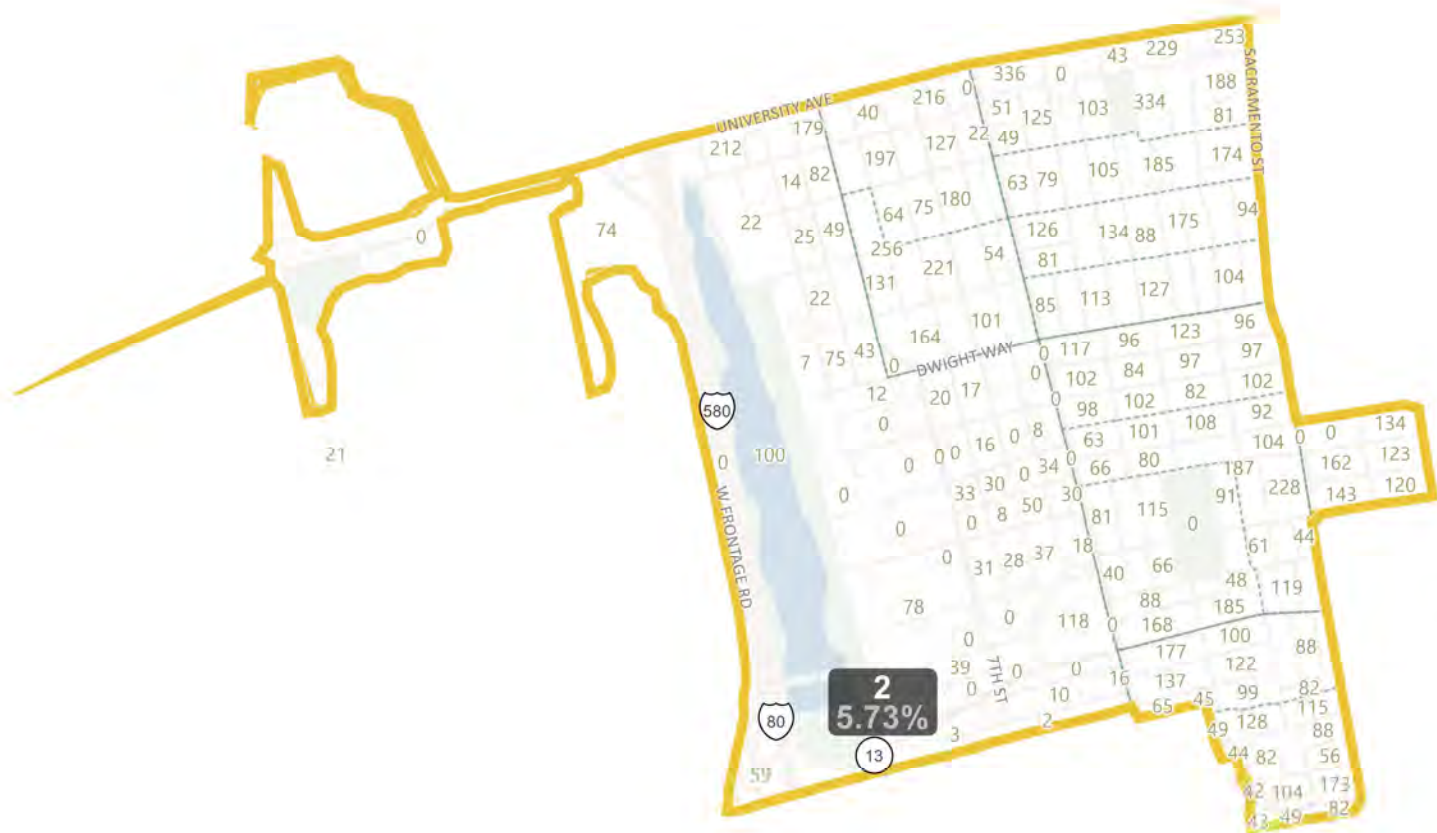 253
43 229
336 0
188
216 0
UNIVERSITY AVE
SACRAMENTO ST
40
51 125 103 334
81
179
212
197 127 22 49
14 82
63 79 105 185 174
64 75 180
22
25 49
126 134 88 175 94
74
0
256
81
54
131 221
22
85 113 127 104
164 101
7 75 43 0
DWIGHT WAY
0 117 96 123 96
12 20 17
0 102 84 97 97
0 98 102 82 102
580
0
16 0 8
63 101 108 92
104 0 0 134
21
0 100
0 0 0
34 0 66 80 187
162 123
33 30 0 30
91 228 143 120
0
W FRONTAGE RD
0 0 8 50
81 115 0
0 31 28 37 18
61 44
40 66 48 119
78
88 185
0 118 0 168 100
0
177 88
39 0 0 0
7TH ST
122
16 137
2
5.73%
10
99 82
65 45
80
3 2
49 128 115
88
13
44 82 56
59
42 104 173
43 49 82